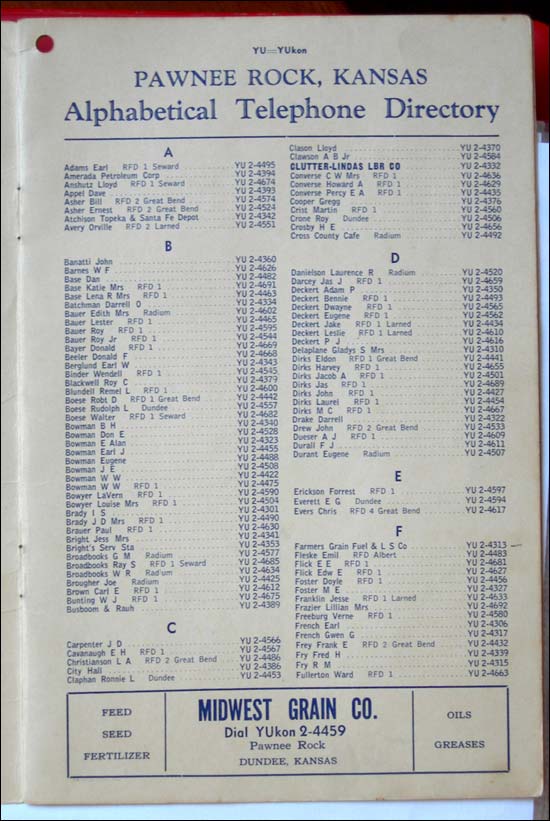 YU=YUkon
PAWNEE ROCK, KANSAS
Alphabetical Telephone Directory
A
Adams Earl RFD 1 Seward YU 2-4495
Amerada Petroleum Corp YU 2-4394
Anshutz Lloyd RFD 1 Seward YU 2-4674
Appel Dave YU 2-4393
Asher Bill RFD 2 Great Bend YU 2-4574
Asher Ernest RFD 2 Great Bend YU 2-4524
Atchison Topeka & Santa Fe Depot YU 2-4342
Avery Orville RFD 2 Larned YU 2-4551
B
Banatti John YU 2-4360
Barnes W F YU 2-4626
Base Dan YU 2-4482
Base Katie Mrs RFD 1 YU 2-4691
Base Lena R Mrs RFD 1 YU 2-4463
Batchman Darrell O YU 2-4334
Bauer Edith Mrs Radium YU 2-4602
Bauer Lester RFD 1 YU 2-4465
Bauer Roy RFD 1 YU 2-4595
Bauer Roy Jr RFD 1 YU 2-4544
Bayer Donald RFD 1 YU 2-4669
Beeler Donald F YU 2-4668
Berglund Earl W YU 2-4343
Binder Wendell RFD 1 YU 2-4545
Blackwell Roy C YU 2-4379
Blundell Remel L RFD 1 YU 2-4600
Boese Robt D RFD 1 Great Bend YU 2-4442
Boese Rudolph L Dundee YU 2-4557
Boese Walter RFD 1 Seward YU 2-4682
Bowman B H YU 2-4340
Bowman Don E YU 2-4528
Bowman E Alan YU 2-4323
Bowman Earl J YU 2-4455
Bowman Eugene YU 2-4488
Bowman J E YU 2-4508
Bowman W W YU 2-4422
Bowman W W RFD 1 YU 2-4475
Bowyer LaVern RFD 1 YU 2-4590
Bowyer Louise Mrs RFD 1 YU 2-4504
Brady I S YU 2-4301
Brady J D Mrs RFD 1 YU 2-4490
Brauer Paul RFD 1 YU 2-4630
Bright Jess Mrs YU 2-4341
Bright's Serv Sta YU 2-4353
Broadbooks G M Radium YU 2-4577
Broadbooks Ray S RFD 1 Seward YU 2-4685
Broadbooks W R Radium YU 2-4634
Brougher Joe Radium YU 2-4425
Brown Carl E RFD 1 YU 2-4612
Bunting W J RFD 1 YU 2-4675
Busboom & Rauh YU 2-4389
C
Carpenter J D YU 2-4566
Cavanaugh E H RFD 1 YU 2-4567
Christianson L A RFD 2 Great Bend YU 2-4486
City Hall YU 2-4386
Claphan Ronnie L Dundee YU 2-4453
Clason Lloyd YU 2-4370
Clawson A B Jr YU 2-4584
CLUTTER-LINDAS LBR CO YU 2-4332
Converse C W Mrs RFD 1 YU 2-4636
Converse Howard A RFD 1 YU 2-4629
Converse Percy E A RFD 1 YU 2-4435
Cooper Gregg YU 2-4376
Crist Martin RFD 1 YU 2-4560
Crone Roy Dundee YU 2-4506
Crosby H E YU 2-4656
Cross County Cafe Radium YU 2-4492
D
Danielson Laurence R Radium YU 2-4520
Darcey Jas J RFD 1 YU 2-4659
Deckert Adam P YU 2-4350
Deckert Bennie RFD 1 YU 2-4493
Deckert Dwayne RFD 1 YU 2-4565
Deckert Eugene RFD 1 YU 2-4562
Deckert Jake RFD 1 Larned YU 2-4434
Deckert Leslie RFD 1 Larned YU 2-4610
Deckert P J YU 2-4616
Delaplane Gladys S Mrs YU 2-4310
Dirks Eldon RFD 1 Great Bend YU 2-4441
Dirks Harvey RFD 1 YU 2-4655
Dirks Jacob A RFD 1 YU 2-4501
Dirks Jas RFD 1 YU 2-4689
Dirks John RFD 1 YU 2-4427
Dirks Laurel RFD 1 YU 2-4454
Dirks M C RFD 1 YU 2-4667
Drake Darrell YU 2-4322
Drew John RFD 2 Great Bend YU 2-4533
Dueser A J RFD 1 YU 2-4609
Durall F J YU 2-4611
Durant Eugene Radium YU 2-4507
E
Erickson Forrest RFD 1 YU 2-4597
Everett E G Dundee YU 2-4594
Evers Chris RFD 4 Great Bend YU 2-4617
F
Farmers Grain Fuel & L S Co YU 2-4313
Fleske Emil RFD Albert YU 2-4483
Flick E E RFD 1 YU 2-4681
Flick Edw E RFD 1 YU 2-4627
Foster Doyle RFD 1 YU 2-4456
Foster M E YU 2-4327
Franklin Jesse RFD 1 Larned YU 2-4633
Frazier Lillian Mrs YU 2-4692
Freeburg Verne RFD 1 YU 2-4580
French Earl YU 2-4306
French Gwen G YU 2-4317
Frey Frank E RFD 2 Great Bend YU 2-4432
Fry Fred H YU 2-4339
Fry R M YU 2-4315
Fullerton Ward RFD 1 YU 2-4663
FEED
SEED
FERTILIZER
MIDWEST GRAIN CO.
Dial YUkon 2-4459
Pawnee Rock
DUNDEE, KANSAS
OILS
GREASES